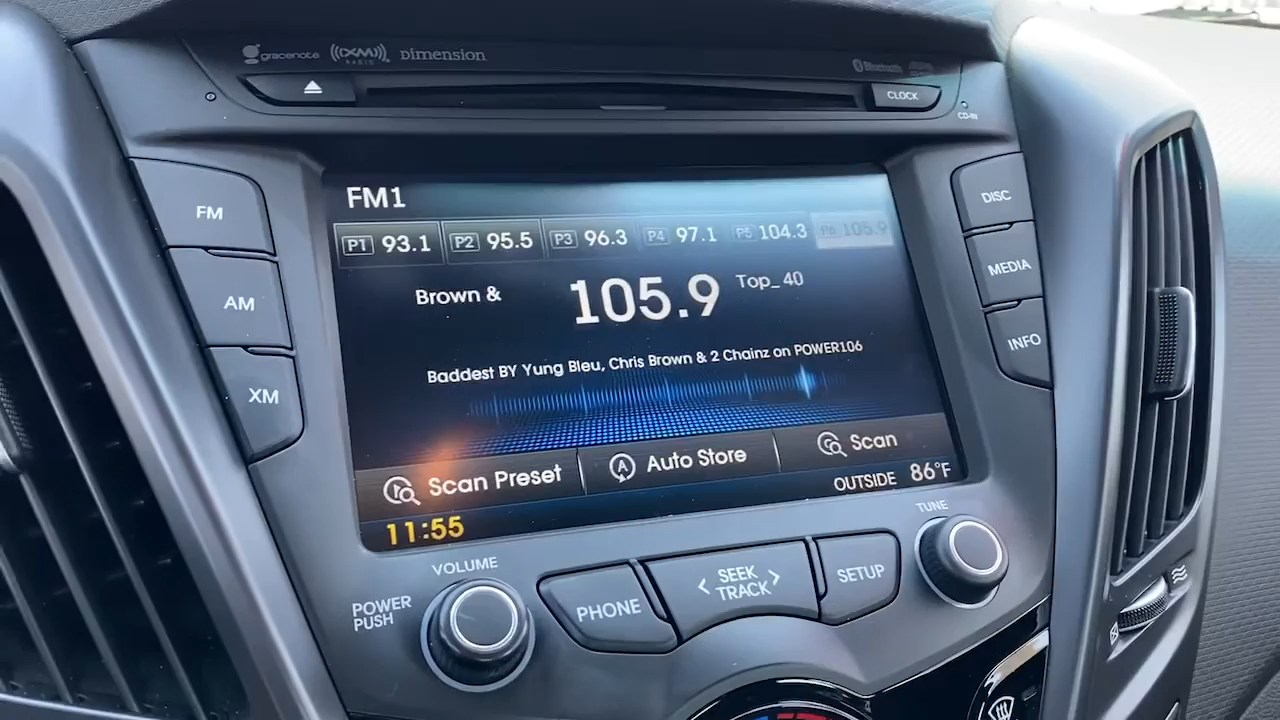 gracenote XM RADIO Dimension Bluetooth
CLOCK
CD-IN
FM1
P1 93.1 P2 95.5 P3 96.3 P4 97.1 P5 104.3 P6 105.9
Brown & 105.9 Top_40
Baddest BY Yung Bleu, Chris Brown & 2 Chainz on POWER106
Scan Preset Auto Store Scan
11:55 OUTSIDE 86°F
FM
AM
XM
DISC
MEDIA
INFO
VOLUME
POWER
PUSH
PHONE
< SEEK >
TRACK
SETUP
TUNE